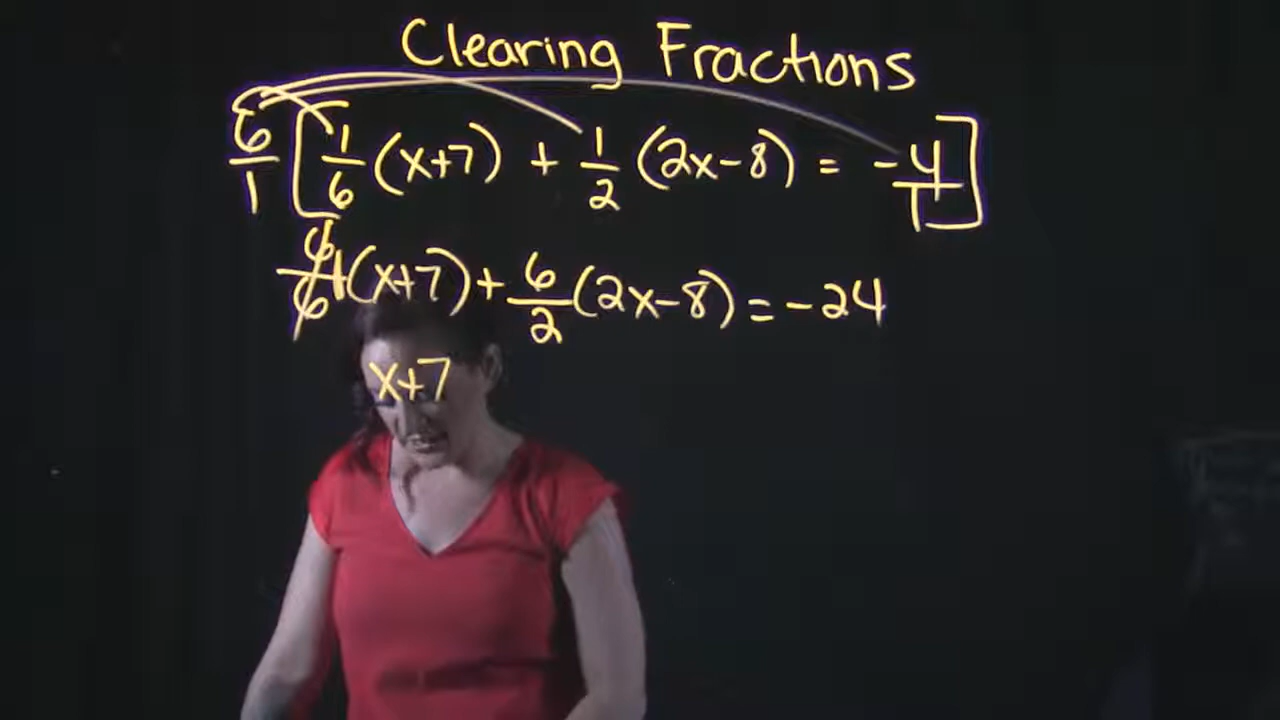 Clearing Fractions
6/1 [1/6 (x+7) + 1/2 (2x-8) = -4/1]
6/6 1(x+7) + 6/2 (2x-8) = -24
x+7